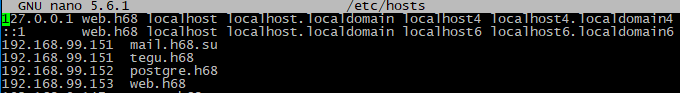 GNU nano 5.6.1 /etc/hosts
127.0.0.1 web.h68 localhost localhost.localdomain localhost4 localhost4.localdomain4
::1 web.h68 localhost localhost.localdomain localhost6 localhost6.localdomain6
192.168.99.151 mail.h68.su
192.168.99.151 tegu.h68
192.168.99.152 postgre.h68
192.168.99.153 web.h68